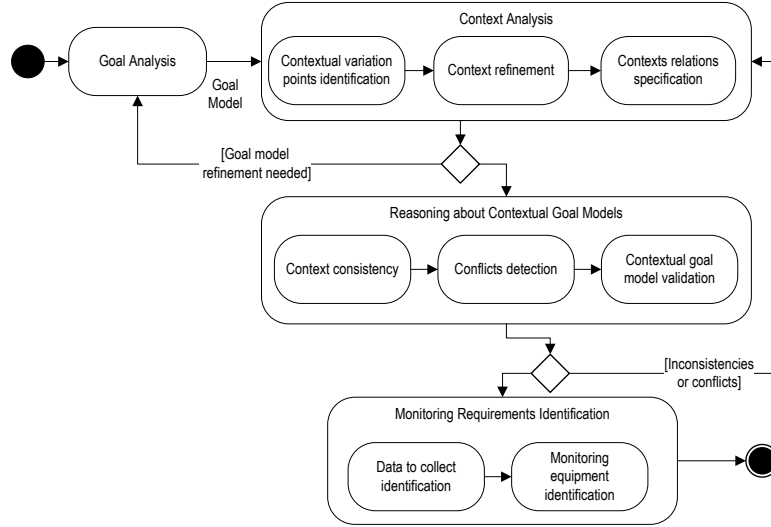 Context Analysis
Goal Analysis
Goal
Model
Contextual variation
points identification
Context refinement
Contexts relations
specification
[Goal model
refinement needed]
Reasoning about Contextual Goal Models
Context consistency
Conflicts detection
Contextual goal
model validation
[Inconsistencies
or conflicts]
Monitoring Requirements Identification
Data to collect
identification
Monitoring
equipment
identification